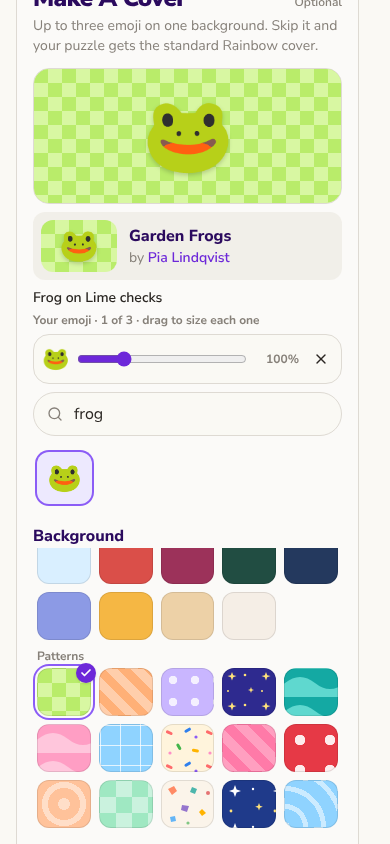 Make A Cover
Optional
Up to three emoji on one background. Skip it and
your puzzle gets the standard Rainbow cover.
Garden Frogs
by Pia Lindqvist
Frog on Lime checks
Your emoji · 1 of 3 · drag to size each one
100%
frog
Background
Patterns